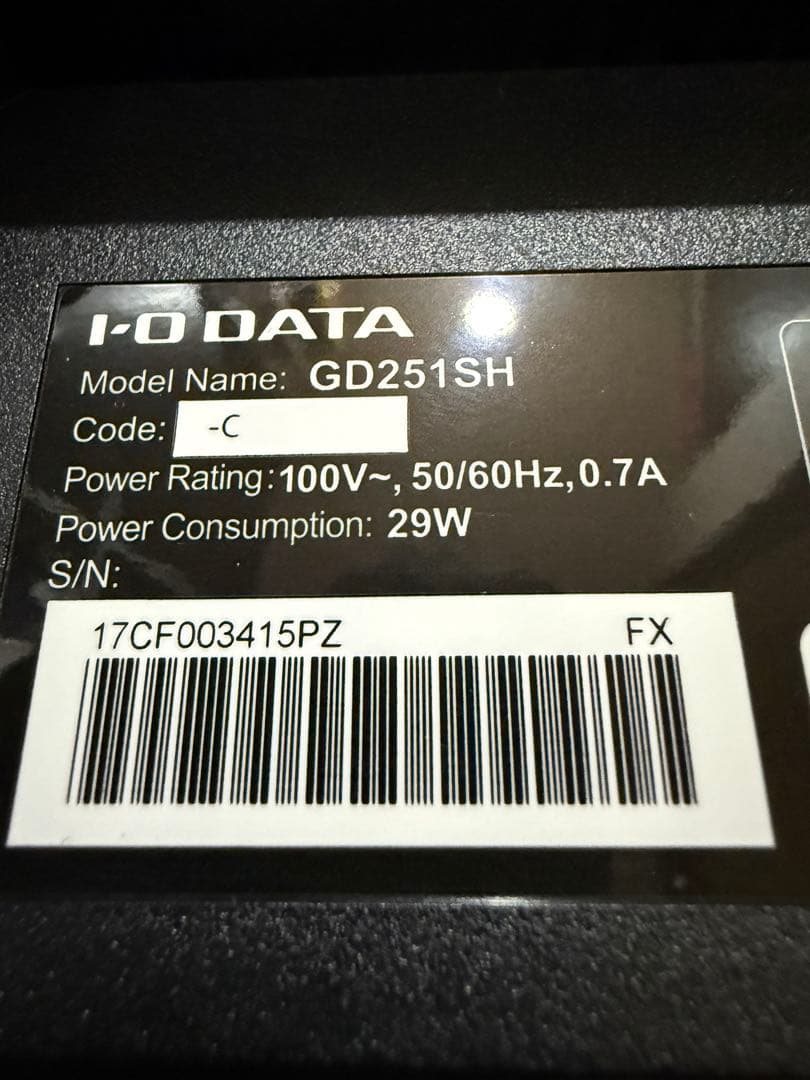 I-O DATA
Model Name: GD251SH
Code: -C
Power Rating:100V~, 50/60Hz,0.7A
Power Consumption: 29W
S/N:
17CF003415PZ FX